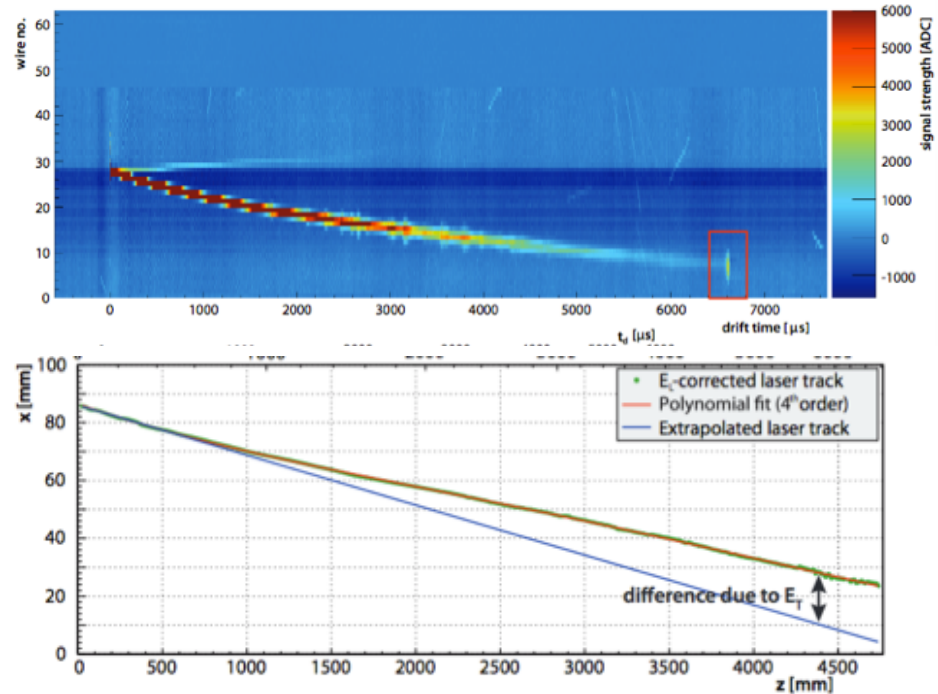 wire no.
60
50
40
30
20
10
0
0 1000 2000 3000 4000 5000 6000 7000
t_d [µs] drift time [µs]
6000
5000
4000
3000
2000
1000
0
-1000
signal strength [ADC]
x [mm]
100
80
60
40
20
0
E_L-corrected laser track
Polynomial fit (4th order)
Extrapolated laser track
difference due to E_T
0 500 1000 1500 2000 2500 3000 3500 4000 4500
z [mm]